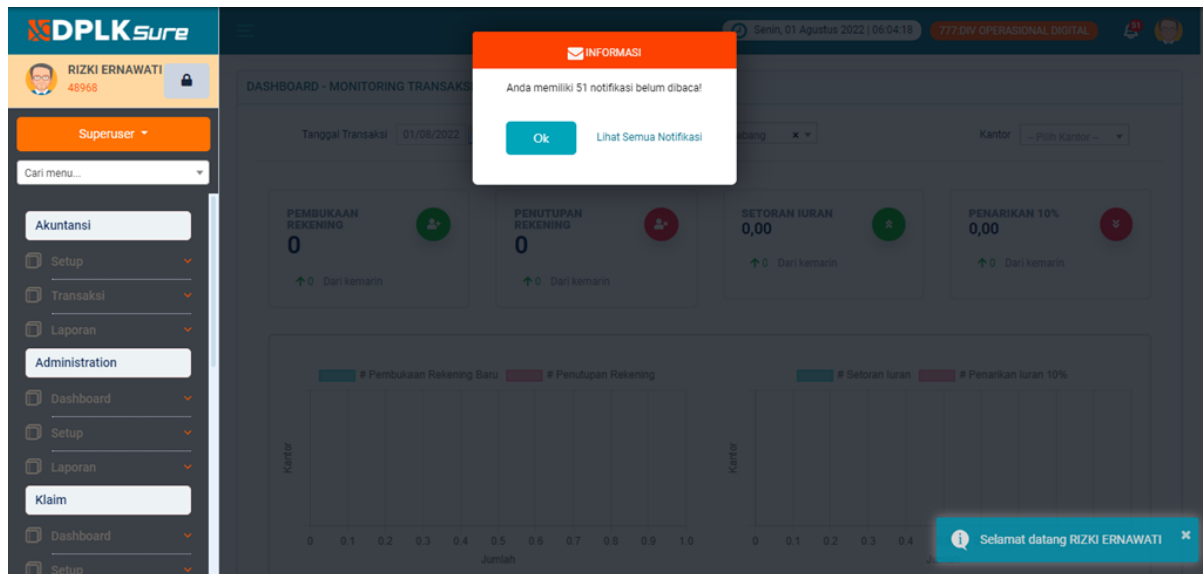 DPLKSure
RIZKI ERNAWATI
48968
Superuser
Cari menu...
Akuntansi
Setup
Transaksi
Laporan
Administration
Dashboard
Setup
Laporan
Klaim
Dashboard
Setup
Senin, 01 Agustus 2022 | 06:04:18
777:DIV OPERASIONAL DIGITAL
51
INFORMASI
Anda memiliki 51 notifikasi belum dibaca!
Ok
Lihat Semua Notifikasi
DASHBOARD - MONITORING TRANSAKS
Tanggal Transaksi
01/08/2022
abang
Kantor
-- Pilih Kantor --
PEMBUKAAN
REKENING
0
0 Dari kemarin
PENUTUPAN
REKENING
0
0 Dari kemarin
SETORAN IURAN
0,00
0 Dari kemarin
PENARIKAN 10%
0,00
0 Dari kemarin
# Pembukaan Rekening Baru
# Penutupan Rekening
Kantor
0 0.1 0.2 0.3 0.4 0.5 0.6 0.7 0.8 0.9 1.0
Jumlah
# Setoran Iuran
# Penarikan Iuran 10%
Kantor
0 0.1 0.2 0.3 0.4
Selamat datang RIZKI ERNAWATI